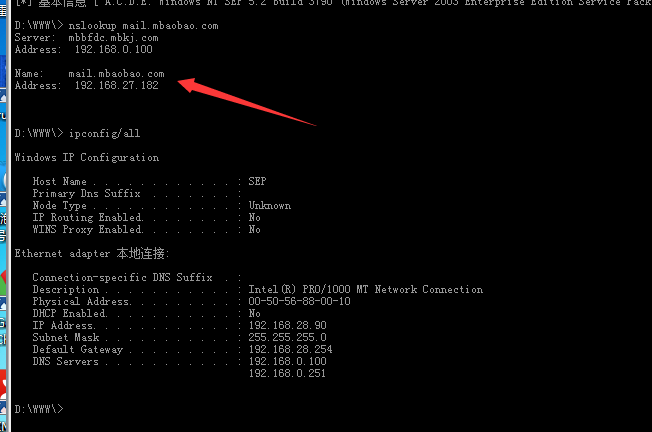 [*] 基本信息 [ A.C.D.E. Windows NT SEP 5.2 build 3790 (Windows Server 2003 Enterprise Edition Service Pack
D:\WWW\> nslookup mail.mbaobao.com
Server:  mbbfdc.mbkj.com
Address:  192.168.0.100
Name:    mail.mbaobao.com
Address:  192.168.27.182
D:\WWW\> ipconfig/all
Windows IP Configuration
Host Name . . . . . . . . . . . . : SEP
Primary Dns Suffix  . . . . . . . :
Node Type . . . . . . . . . . . . : Unknown
IP Routing Enabled. . . . . . . . : No
WINS Proxy Enabled. . . . . . . . : No
Ethernet adapter 本地连接:
Connection-specific DNS Suffix  . :
Description . . . . . . . . . . . : Intel(R) PRO/1000 MT Network Connection
Physical Address. . . . . . . . . : 00-50-56-88-00-10
DHCP Enabled. . . . . . . . . . . : No
IP Address. . . . . . . . . . . . : 192.168.28.90
Subnet Mask . . . . . . . . . . . : 255.255.255.0
Default Gateway . . . . . . . . . : 192.168.28.254
DNS Servers . . . . . . . . . . . : 192.168.0.100
192.168.0.251
D:\WWW\>